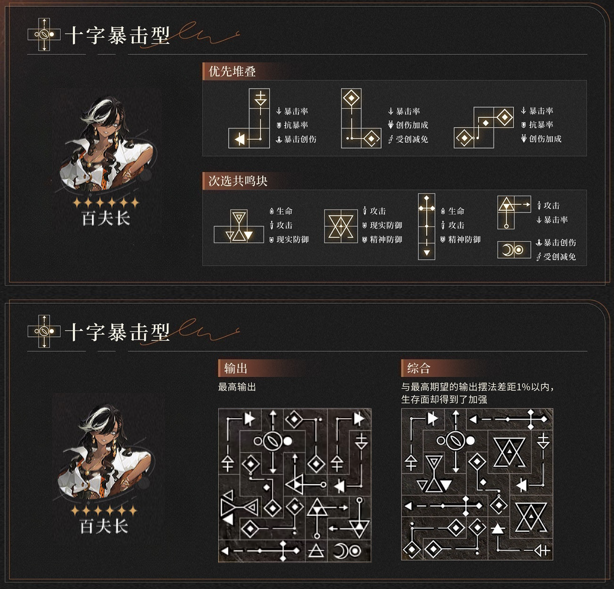 十字暴击型
优先堆叠
暴击率
抗暴率
暴击创伤
暴击率
创伤加成
受创减免
暴击率
抗暴率
创伤加成
百夫长
次选共鸣块
生命
攻击
现实防御
攻击
现实防御
精神防御
生命
攻击
精神防御
攻击
暴击率
暴击创伤
受创减免
十字暴击型
输出
最高输出
综合
与最高期望的输出摆法差距1%以内，
生存面却得到了加强
百夫长